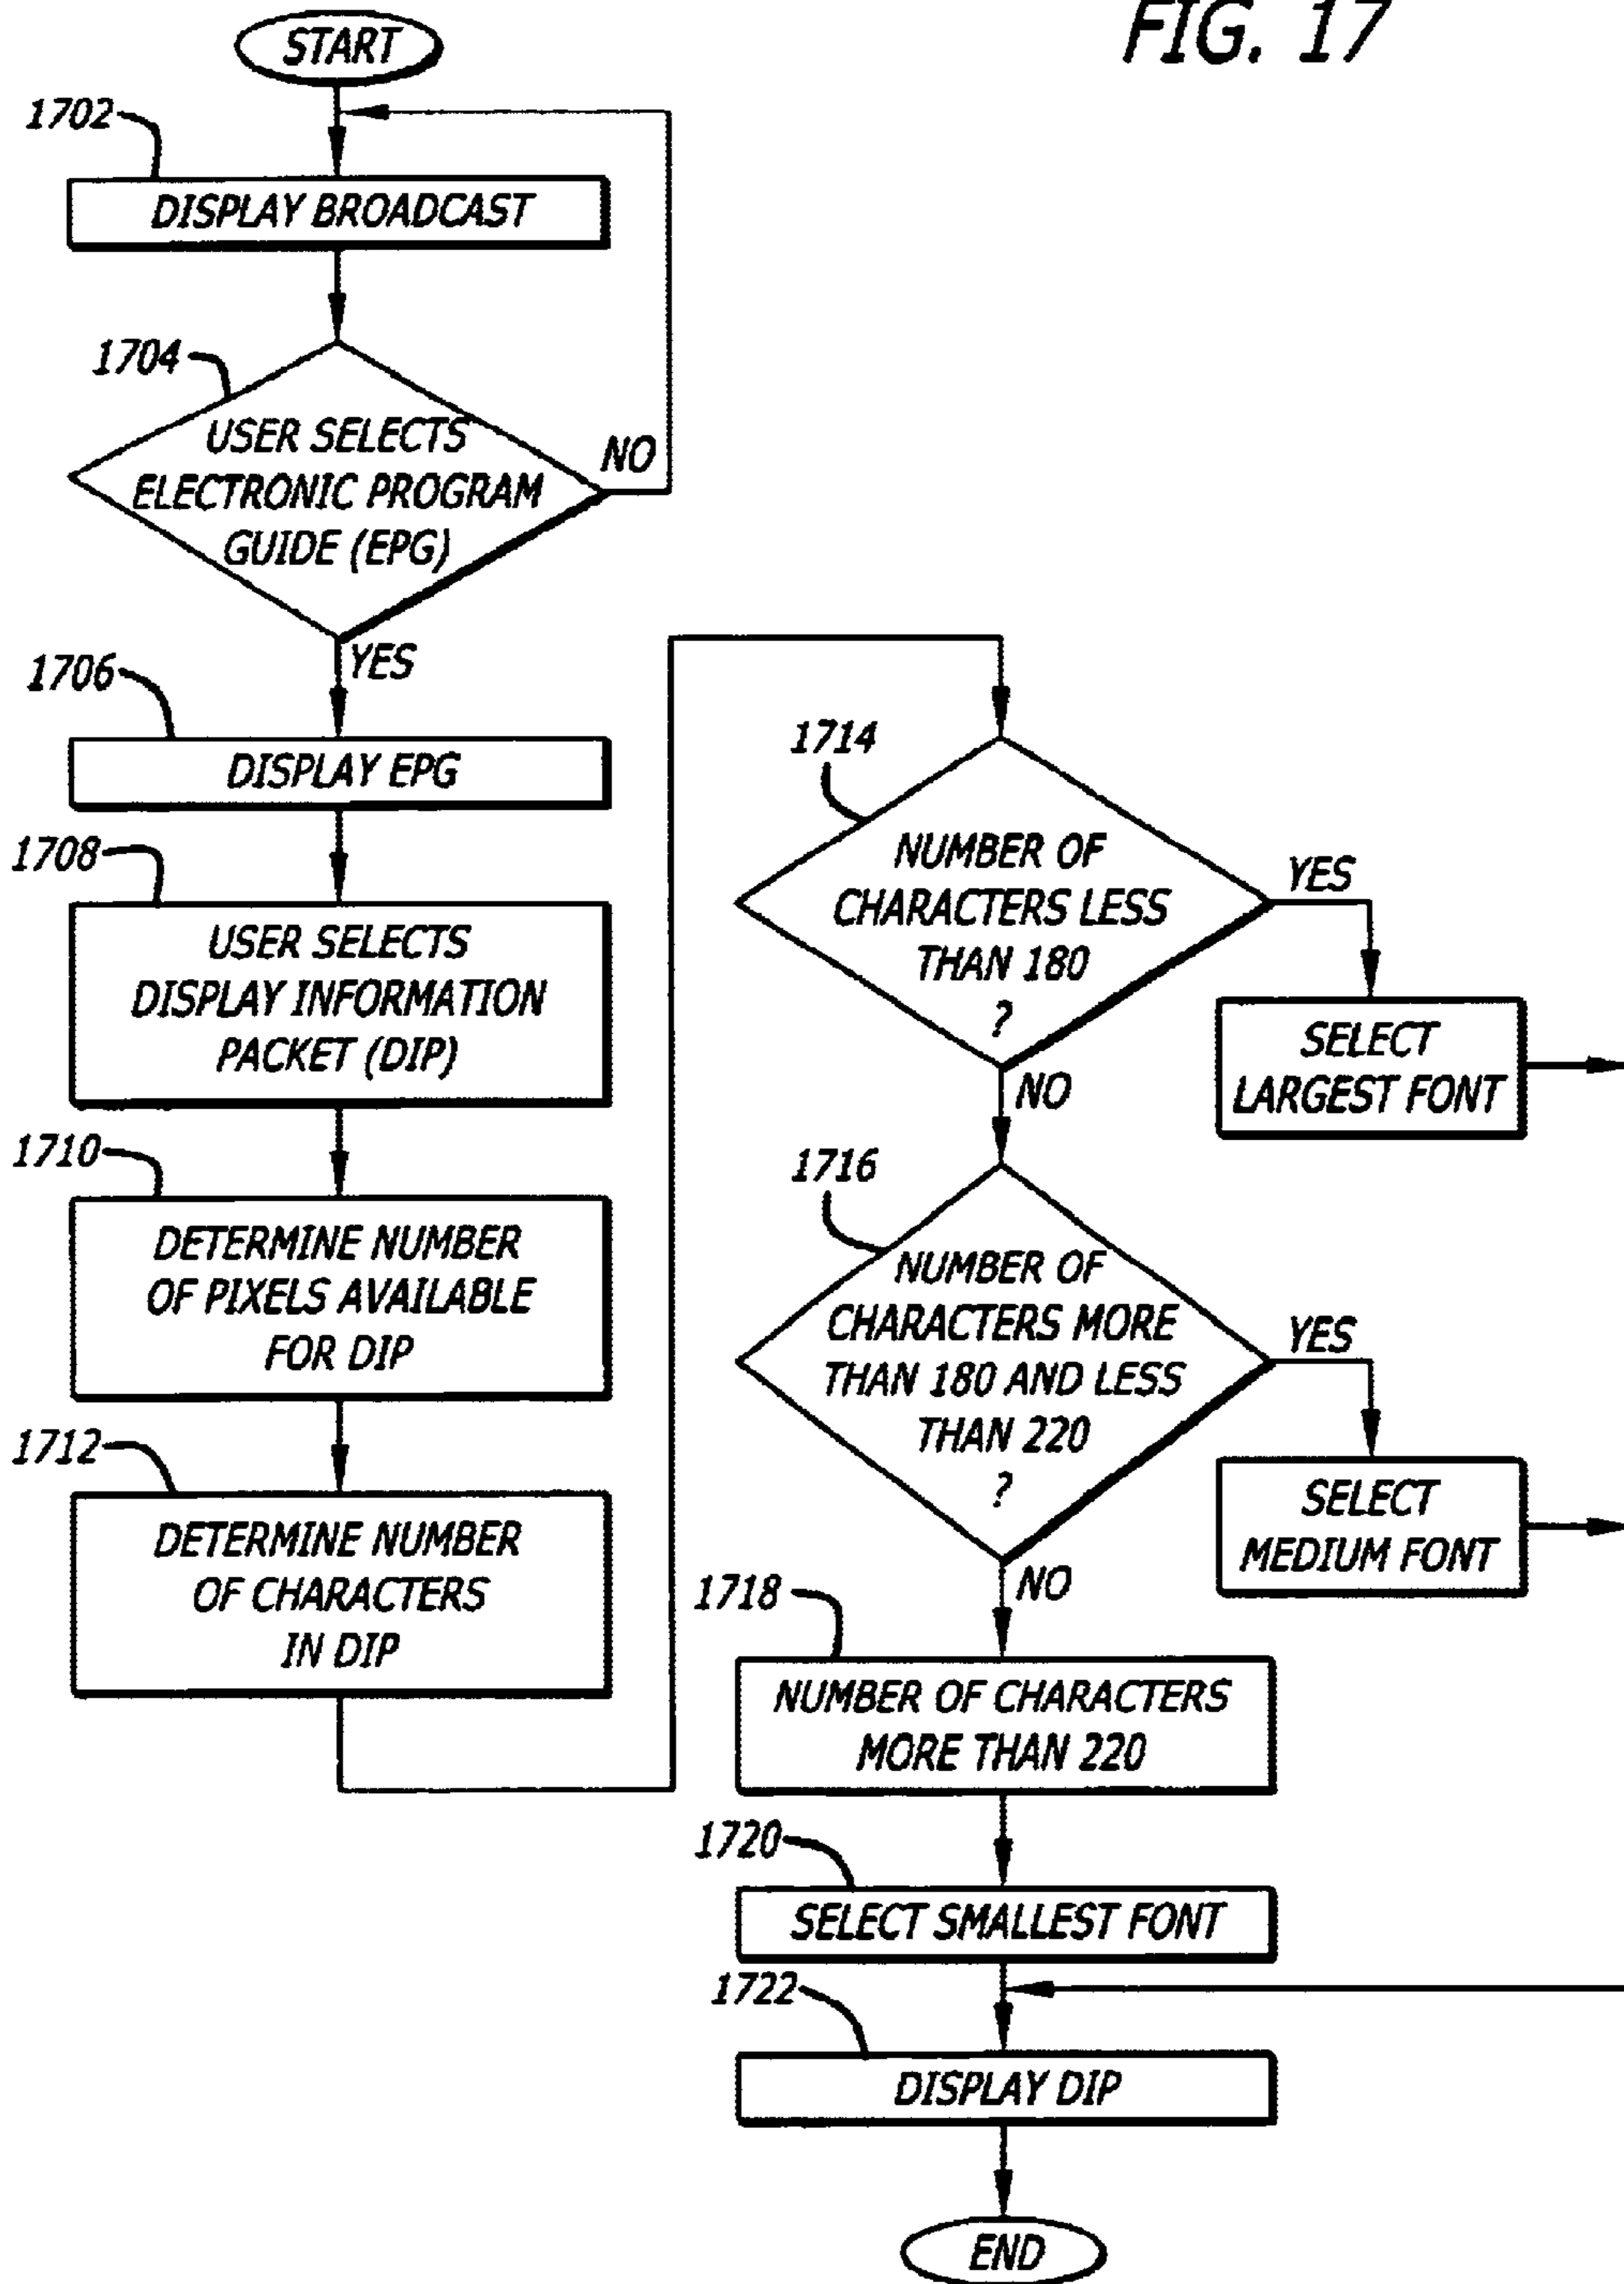 FIG. 17
START
1702
DISPLAY BROADCAST
1704
USER SELECTS
ELECTRONIC PROGRAM
GUIDE (EPG)
NO
YES
1706
DISPLAY EPG
1708
USER SELECTS
DISPLAY INFORMATION
PACKET (DIP)
1710
DETERMINE NUMBER
OF PIXELS AVAILABLE
FOR DIP
1712
DETERMINE NUMBER
OF CHARACTERS
IN DIP
1714
NUMBER OF
CHARACTERS LESS
THAN 180
?
YES
SELECT
LARGEST FONT
NO
1716
NUMBER OF
CHARACTERS MORE
THAN 180 AND LESS
THAN 220
?
YES
SELECT
MEDIUM FONT
NO
1718
NUMBER OF CHARACTERS
MORE THAN 220
1720
SELECT SMALLEST FONT
1722
DISPLAY DIP
END